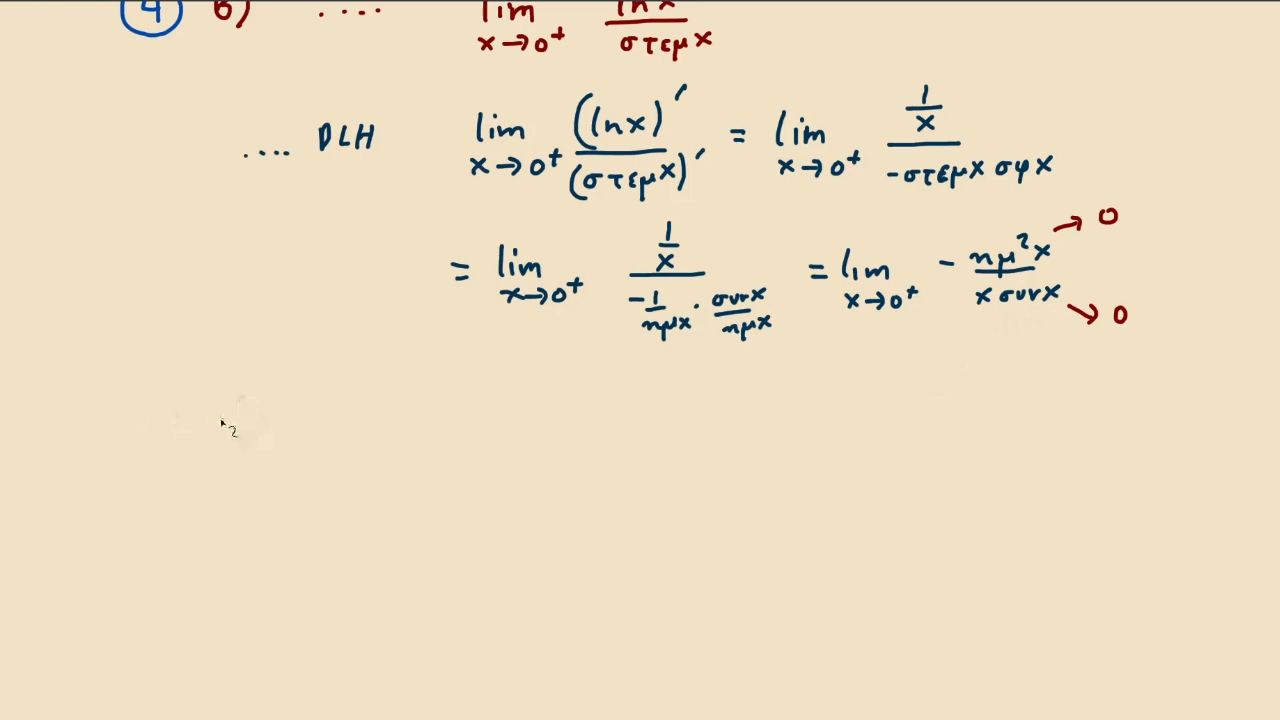 ④ β) .... lim x→0⁺ lnx / στεμx
.... DLH lim x→0⁺ (lnx)′ / (στεμx)′ = lim x→0⁺ (1/x) / (-στεμx σφx)
= lim x→0⁺ (1/x) / (-1/ημx · συνx/ημx) = lim x→0⁺ - ημ²x / xσυνx → 0 → 0